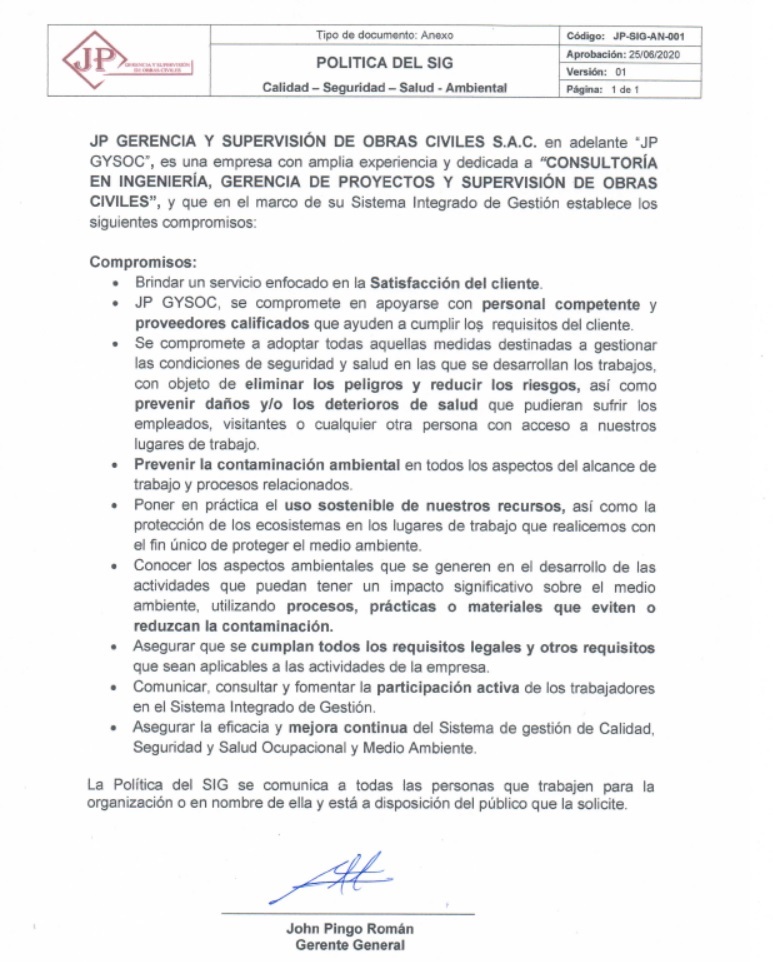 JP
GERENCIA Y SUPERVISIÓN
DE OBRAS CIVILES
Tipo de documento: Anexo
POLITICA DEL SIG
Calidad – Seguridad – Salud - Ambiental
Código: JP-SIG-AN-001
Aprobación: 25/06/2020
Versión: 01
Página: 1 de 1
JP GERENCIA Y SUPERVISIÓN DE OBRAS CIVILES S.A.C. en adelante "JP
GYSOC", es una empresa con amplia experiencia y dedicada a "CONSULTORÍA
EN INGENIERÍA, GERENCIA DE PROYECTOS Y SUPERVISIÓN DE OBRAS
CIVILES", y que en el marco de su Sistema Integrado de Gestión establece los
siguientes compromisos:
Compromisos:
• Brindar un servicio enfocado en la Satisfacción del cliente.
• JP GYSOC, se compromete en apoyarse con personal competente y
proveedores calificados que ayuden a cumplir los requisitos del cliente.
• Se compromete a adoptar todas aquellas medidas destinadas a gestionar
las condiciones de seguridad y salud en las que se desarrollan los trabajos,
con objeto de eliminar los peligros y reducir los riesgos, así como
prevenir daños y/o los deterioros de salud que pudieran sufrir los
empleados, visitantes o cualquier otra persona con acceso a nuestros
lugares de trabajo.
• Prevenir la contaminación ambiental en todos los aspectos del alcance de
trabajo y procesos relacionados.
• Poner en práctica el uso sostenible de nuestros recursos, así como la
protección de los ecosistemas en los lugares de trabajo que realicemos con
el fin único de proteger el medio ambiente.
• Conocer los aspectos ambientales que se generen en el desarrollo de las
actividades que puedan tener un impacto significativo sobre el medio
ambiente, utilizando procesos, prácticas o materiales que eviten o
reduzcan la contaminación.
• Asegurar que se cumplan todos los requisitos legales y otros requisitos
que sean aplicables a las actividades de la empresa.
• Comunicar, consultar y fomentar la participación activa de los trabajadores
en el Sistema Integrado de Gestión.
• Asegurar la eficacia y mejora continua del Sistema de gestión de Calidad,
Seguridad y Salud Ocupacional y Medio Ambiente.
La Política del SIG se comunica a todas las personas que trabajen para la
organización o en nombre de ella y está a disposición del público que la solicite.
John Pingo Román
Gerente General